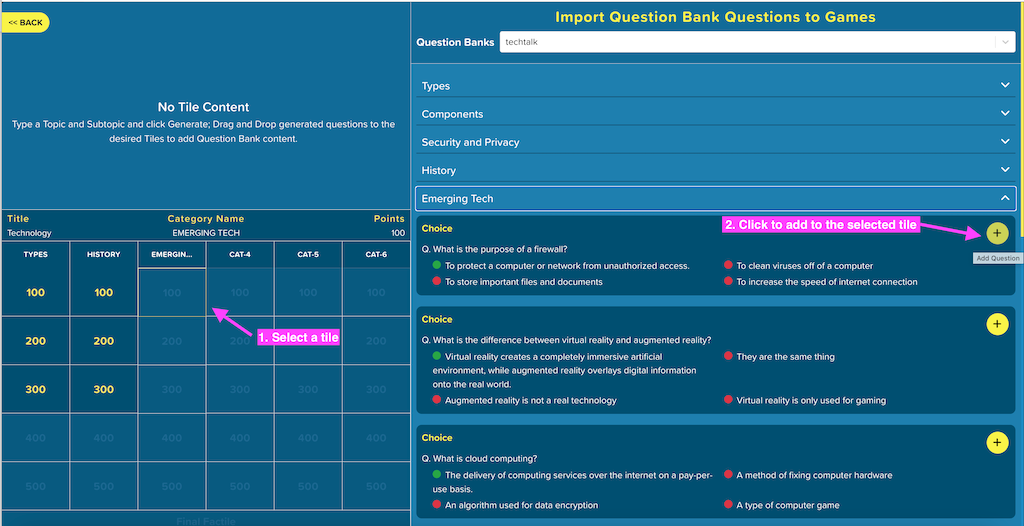 << BACK
Import Question Bank Questions to Games
Question Banks techtalk
No Tile Content
Type a Topic and Subtopic and click Generate; Drag and Drop generated questions to the
desired Tiles to add Question Bank content.
Title Category Name Points
Technology EMERGING TECH 100
TYPES HISTORY EMERGIN... CAT-4 CAT-5 CAT-6
100 100 100 100 100 100
1. Select a tile
200 200 200 200 200
300 300 300 300 300 300
400 400 400 400 400 400
500 500 500 500 500 500
Final Factile
Types
Components
Security and Privacy
History
Emerging Tech
Choice
2. Click to add to the selected tile
+
Add Question
Q. What is the purpose of a firewall?
To protect a computer or network from unauthorized access.
To clean viruses off of a computer
To store important files and documents
To increase the speed of internet connection
Choice
+
Q. What is the difference between virtual reality and augmented reality?
Virtual reality creates a completely immersive artificial
environment, while augmented reality overlays digital information
onto the real world.
They are the same thing
Augmented reality is not a real technology
Virtual reality is only used for gaming
Choice
+
Q. What is cloud computing?
The delivery of computing services over the internet on a pay-per-
use basis.
A method of fixing computer hardware
An algorithm used for data encryption
A type of computer game